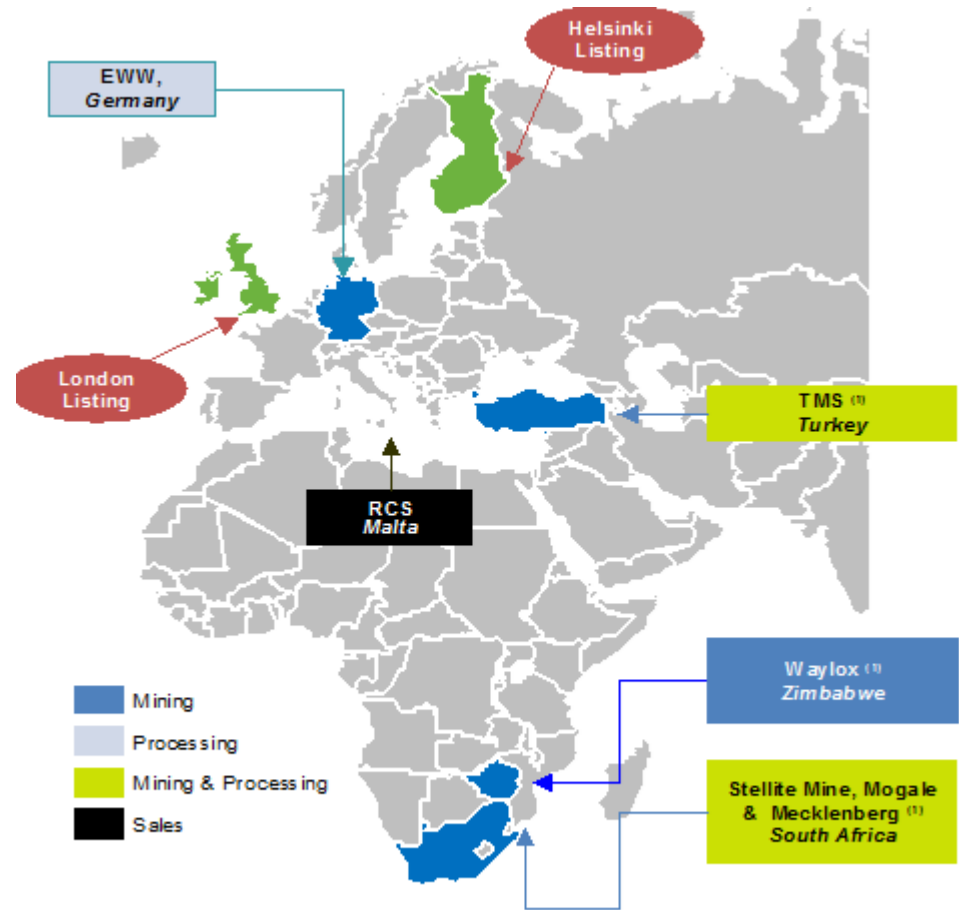 Helsinki
Listing
EWW,
Germany
London
Listing
TMS (1)
Turkey
RCS
Malta
Waylox (1)
Zimbabwe
Mining
Processing
Mining & Processing
Sales
Stellite Mine, Mogale
& Mecklenberg (1)
South Africa